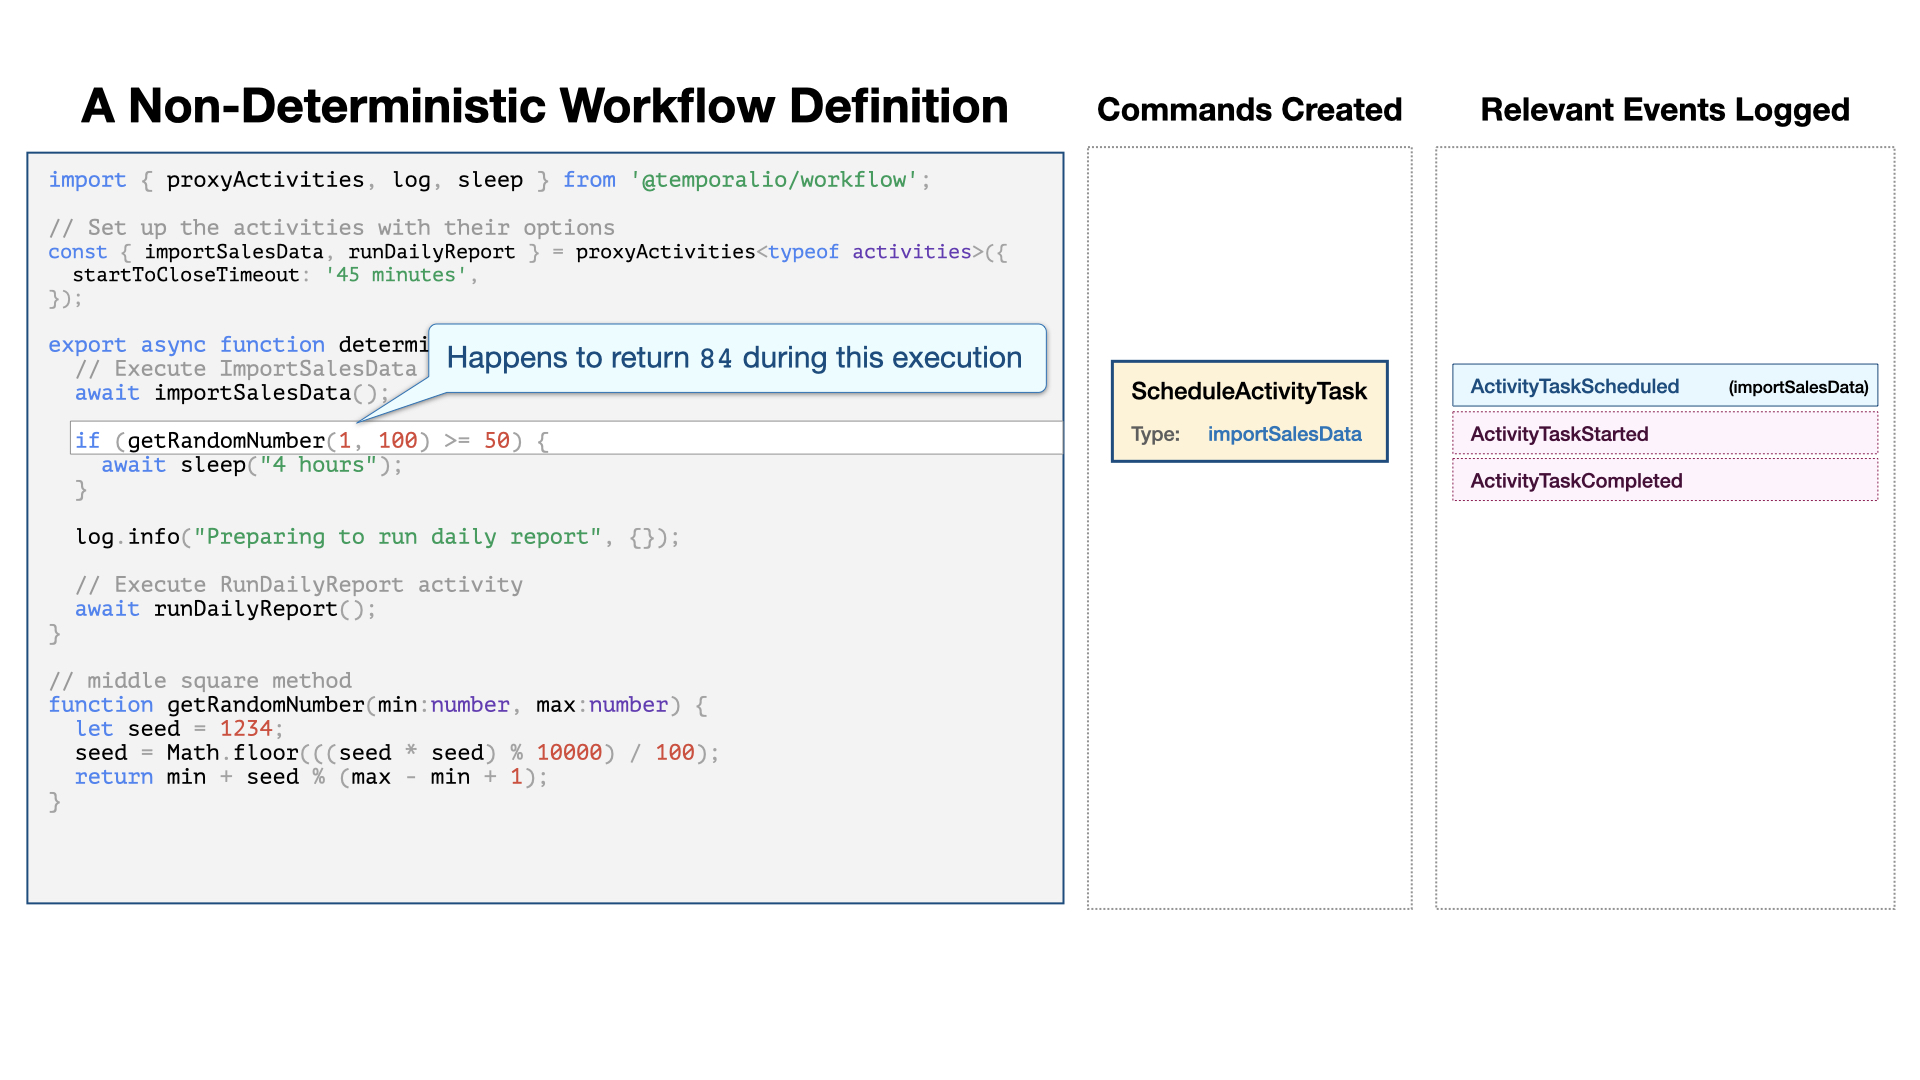 A Non-Deterministic Workflow Definition
import { proxyActivities, log, sleep } from '@temporalio/workflow';
// Set up the activities with their options
const { importSalesData, runDailyReport } = proxyActivities<typeof activities>({
  startToCloseTimeout: '45 minutes',
});
export async function determi
Happens to return 84 during this execution
  // Execute ImportSalesData
  await importSalesData();
  if (getRandomNumber(1, 100) >= 50) {
    await sleep("4 hours");
  }
  log.info("Preparing to run daily report", {});
  // Execute RunDailyReport activity
  await runDailyReport();
}
// middle square method
function getRandomNumber(min:number, max:number) {
  let seed = 1234;
  seed = Math.floor(((seed * seed) % 10000) / 100);
  return min + seed % (max - min + 1);
}
Commands Created
ScheduleActivityTask
Type: importSalesData
Relevant Events Logged
ActivityTaskScheduled (importSalesData)
ActivityTaskStarted
ActivityTaskCompleted